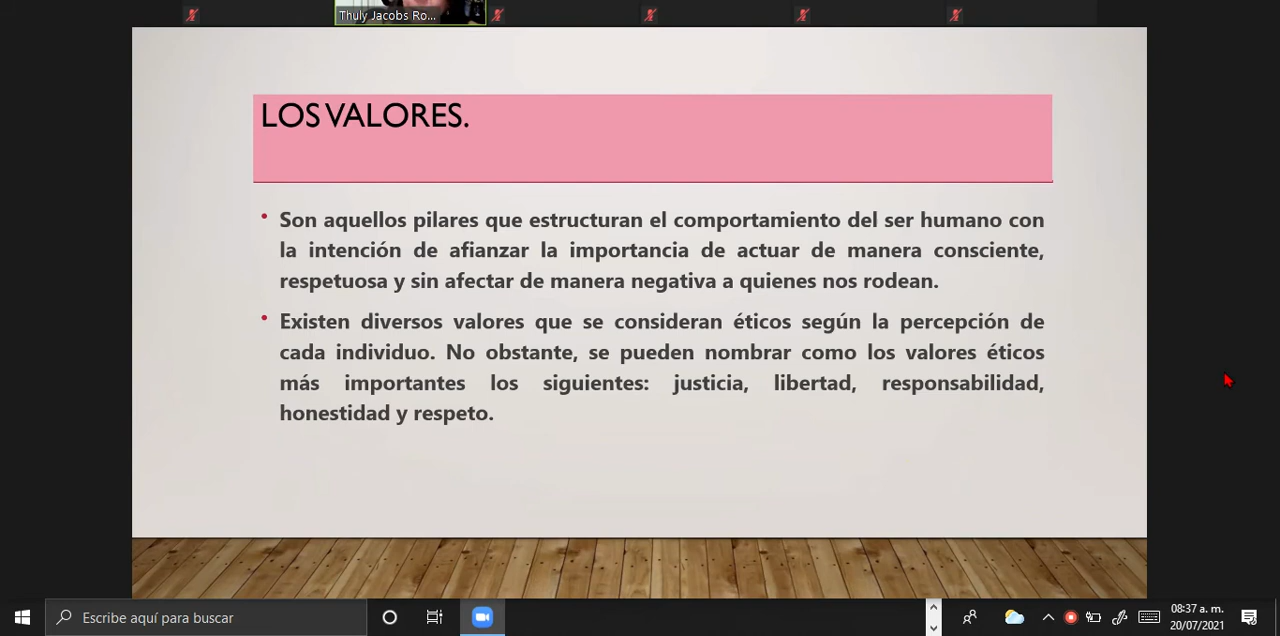 Thuly Jacobs Ro...
LOS VALORES.
• Son aquellos pilares que estructuran el comportamiento del ser humano con
la intención de afianzar la importancia de actuar de manera consciente,
respetuosa y sin afectar de manera negativa a quienes nos rodean.
• Existen diversos valores que se consideran éticos según la percepción de
cada individuo. No obstante, se pueden nombrar como los valores éticos
más importantes los siguientes: justicia, libertad, responsabilidad,
honestidad y respeto.
Escribe aquí para buscar
08:37 a. m.
20/07/2021